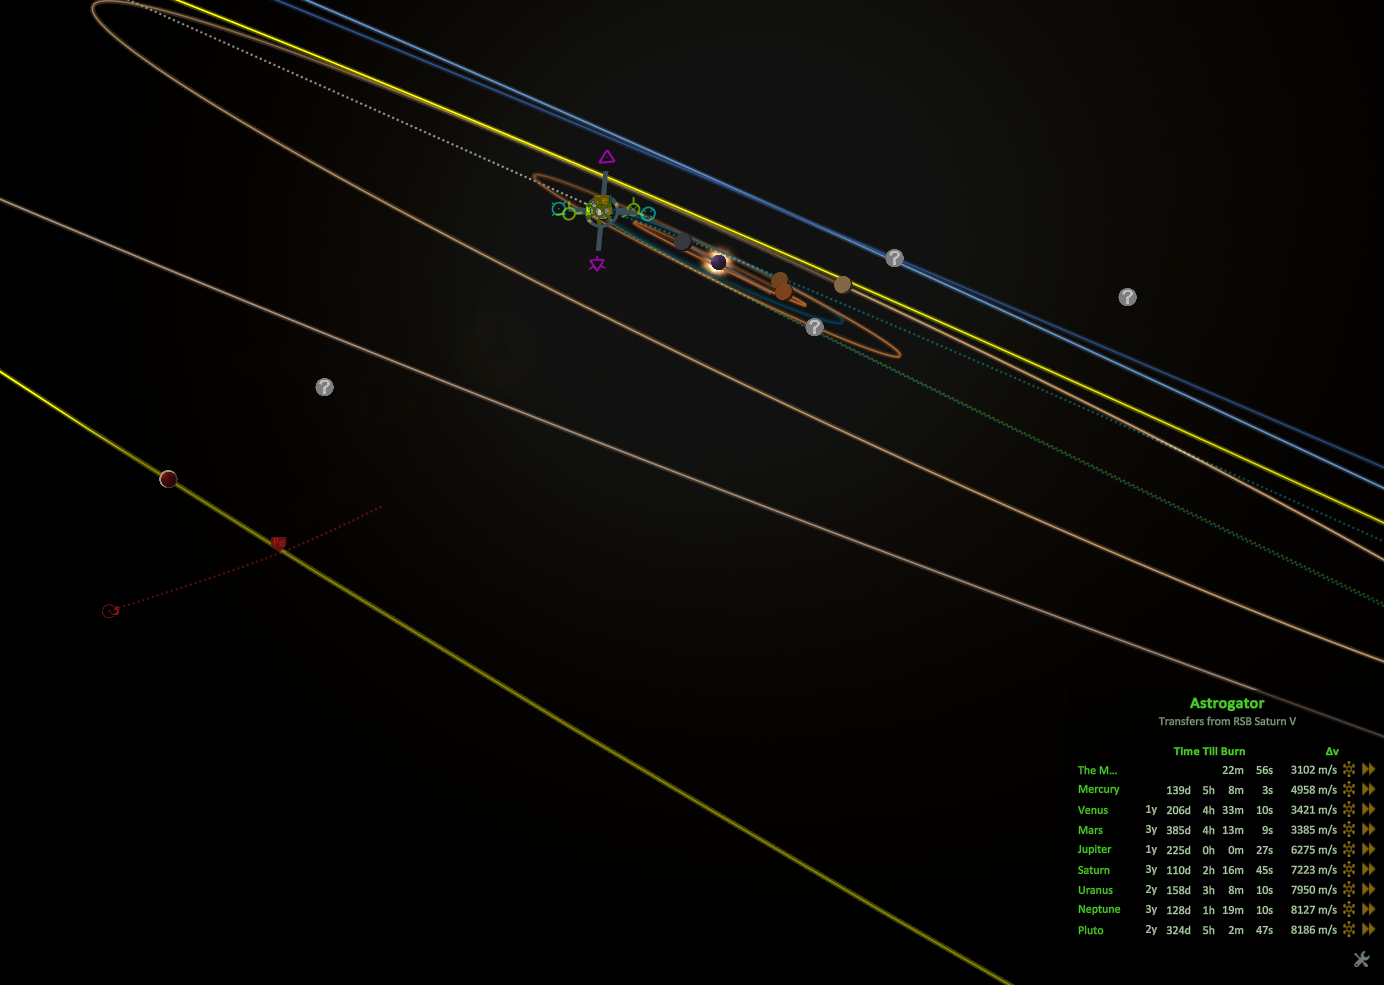 ?
?
?
?
Pe
Astrogator
Transfers from RSB Saturn V
Time Till Burn Δv
The M... 22m 56s 3102 m/s
Mercury 139d 5h 8m 3s 4958 m/s
Venus 1y 206d 4h 33m 10s 3421 m/s
Mars 3y 385d 4h 13m 9s 3385 m/s
Jupiter 1y 225d 0h 0m 27s 6275 m/s
Saturn 3y 110d 2h 16m 45s 7223 m/s
Uranus 2y 158d 3h 8m 10s 7950 m/s
Neptune 3y 128d 1h 19m 10s 8127 m/s
Pluto 2y 324d 5h 2m 47s 8186 m/s